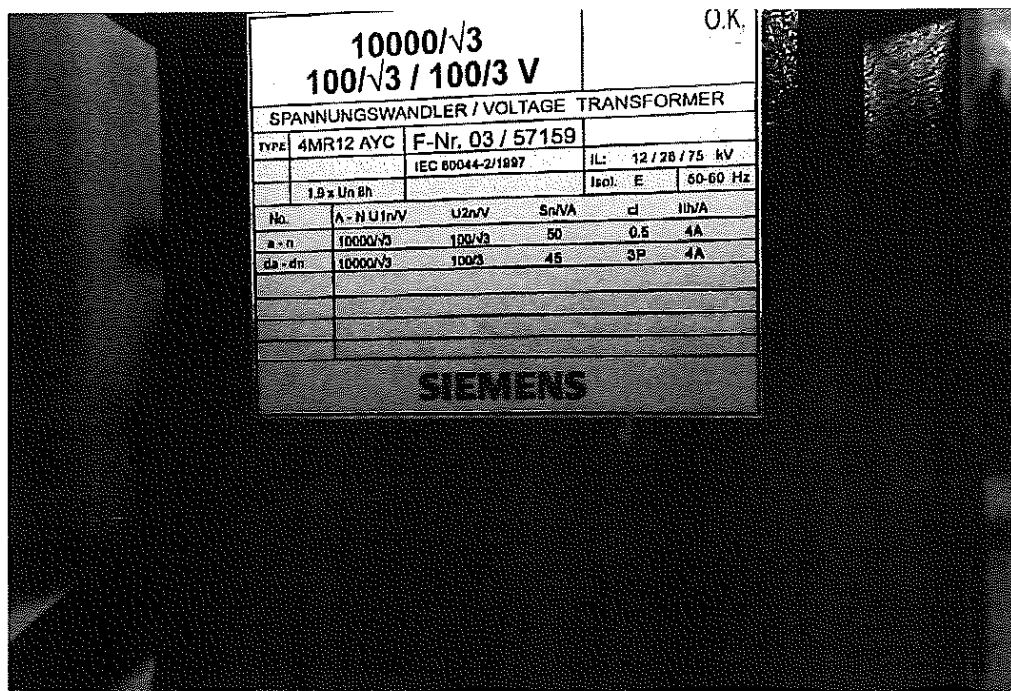 10000/√3
O.K.
100/√3 / 100/3 V
SPANNUNGSWANDLER / VOLTAGE TRANSFORMER
TYPE 4MR12 AYC F-Nr. 03 / 57159
IEC 60044-2/1997 IL: 12 / 28 / 75 kV
1.9 x Un 8h Isol. E 50-60 Hz
No. A - N U1n/V U2n/V Sn/VA cl Ith/A
a - n 10000/√3 100/√3 50 0.5 4A
da - dn 10000/√3 100/3 45 3P 4A
SIEMENS